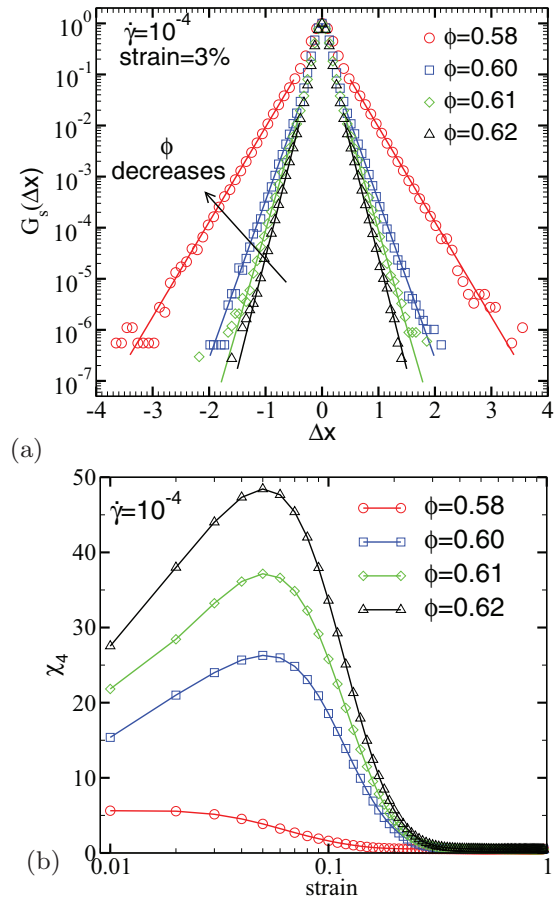 γ̇=10⁻⁴
strain=3%
φ=0.58
φ=0.60
φ=0.61
φ=0.62
φ
decreases
10⁰
10⁻¹
10⁻²
10⁻³
10⁻⁴
10⁻⁵
10⁻⁶
10⁻⁷
Gₛ(Δx)
-4 -3 -2 -1 0 1 2 3 4
Δx
(a)
γ̇=10⁻⁴
φ=0.58
φ=0.60
φ=0.61
φ=0.62
50
40
30
20
10
0
χ₄
0.01 0.1 1
strain
(b)